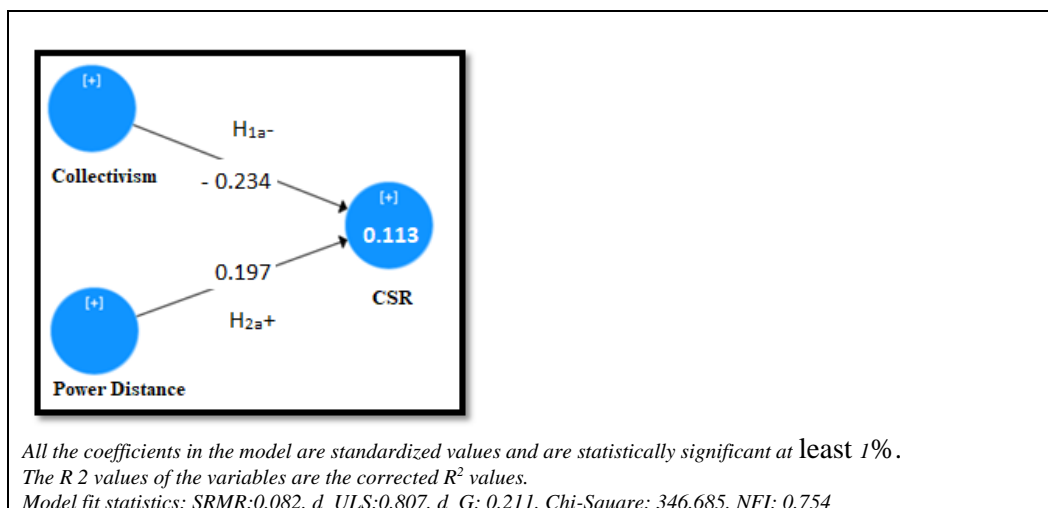 [+]
H1a-
Collectivism
- 0.234
[+]
0.113
0.197
CSR
[+]
H2a+
Power Distance
All the coefficients in the model are standardized values and are statistically significant at least 1%.
The R 2 values of the variables are the corrected R² values.
Model fit statistics: SRMR:0.082, d_ULS:0.807, d_G: 0.211, Chi-Square: 346.685, NFI: 0.754